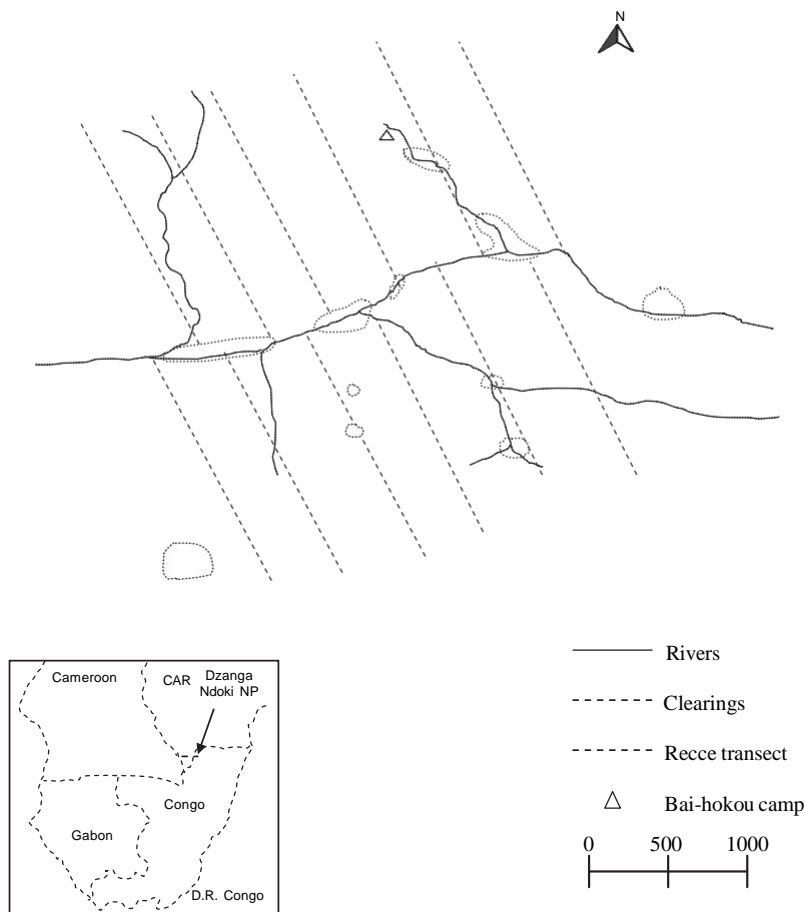 N
Cameroon
CAR
Dzanga
Ndoki NP
Congo
Gabon
D.R. Congo
Rivers
Clearings
Recce transect
Bai-hokou camp
0 500 1000